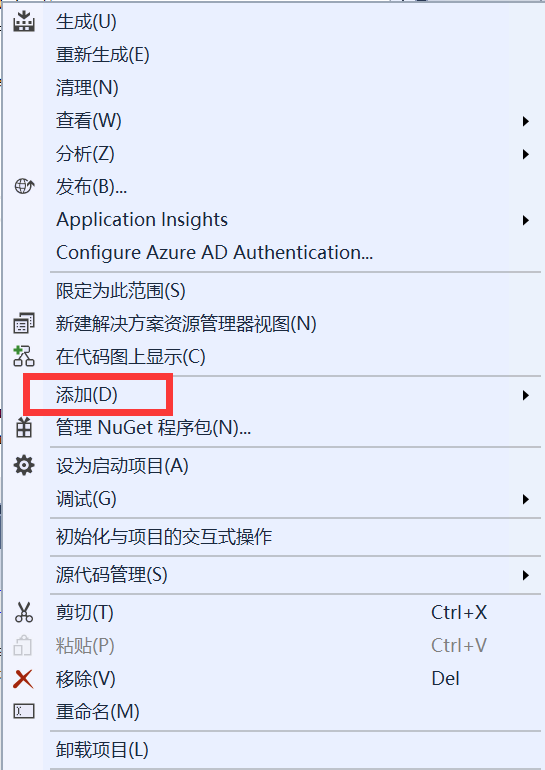 生成(U)
重新生成(E)
清理(N)
查看(W)
分析(Z)
发布(B)...
Application Insights
Configure Azure AD Authentication...
限定为此范围(S)
新建解决方案资源管理器视图(N)
在代码图上显示(C)
添加(D)
管理 NuGet 程序包(N)...
设为启动项目(A)
调试(G)
初始化与项目的交互式操作
源代码管理(S)
剪切(T) Ctrl+X
粘贴(P) Ctrl+V
移除(V) Del
重命名(M)
卸载项目(L)